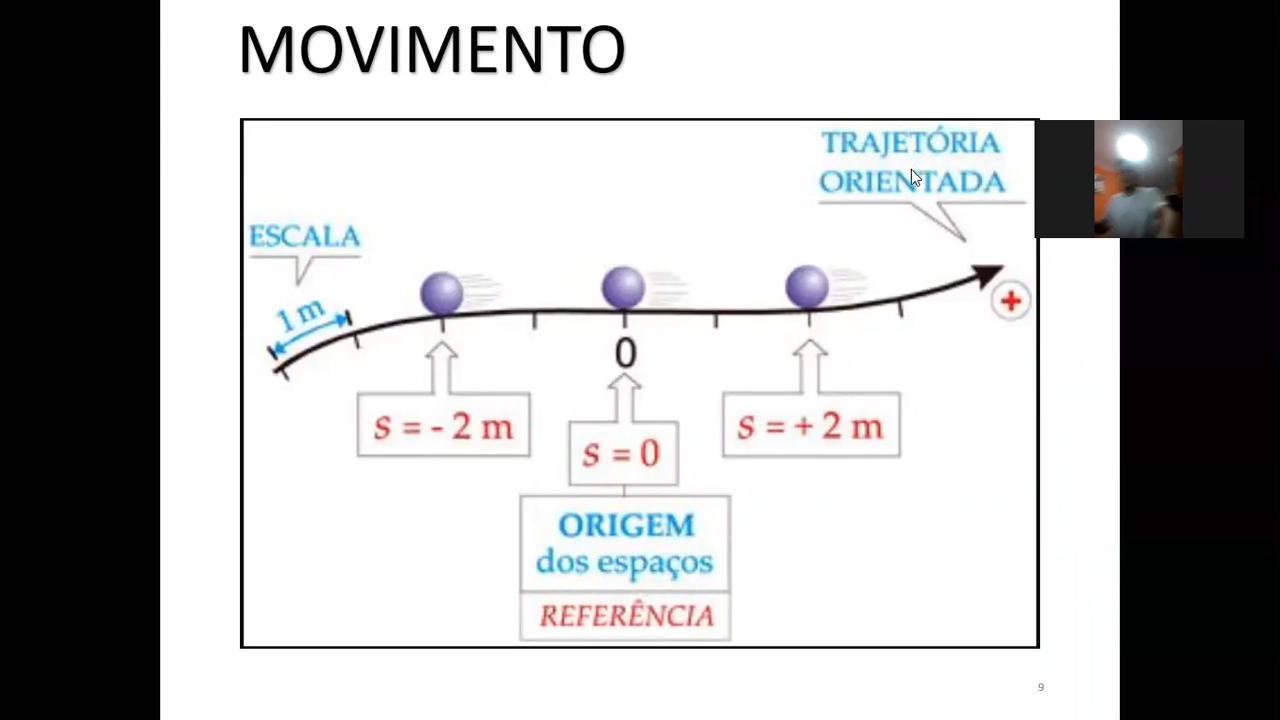 MOVIMENTO
TRAJETÓRIA
ORIENTADA
ESCALA
1 m
+
0
s = - 2 m
s = 0
s = + 2 m
ORIGEM
dos espaços
REFERÊNCIA
9